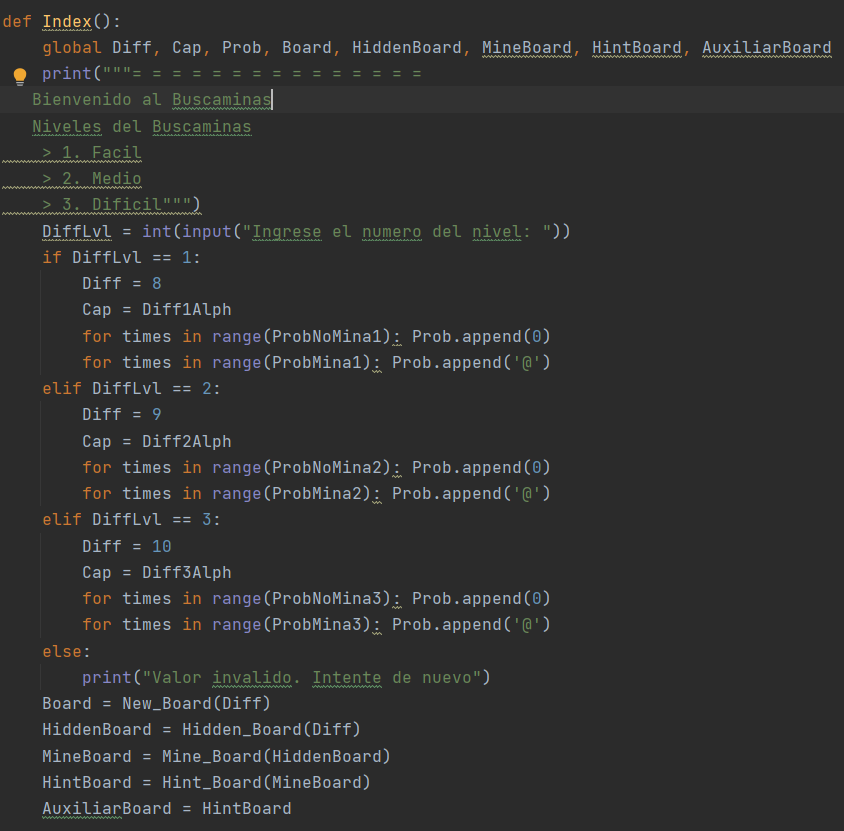 def Index():
    global Diff, Cap, Prob, Board, HiddenBoard, MineBoard, HintBoard, AuxiliarBoard
    print("""= = = = = = = = = = = = = = =
   Bienvenido al Buscaminas
   Niveles del Buscaminas
    > 1. Facil
    > 2. Medio
    > 3. Dificil""")
    DiffLvl = int(input("Ingrese el numero del nivel: "))
    if DiffLvl == 1:
        Diff = 8
        Cap = Diff1Alph
        for times in range(ProbNoMina1): Prob.append(0)
        for times in range(ProbMina1): Prob.append('@')
    elif DiffLvl == 2:
        Diff = 9
        Cap = Diff2Alph
        for times in range(ProbNoMina2): Prob.append(0)
        for times in range(ProbMina2): Prob.append('@')
    elif DiffLvl == 3:
        Diff = 10
        Cap = Diff3Alph
        for times in range(ProbNoMina3): Prob.append(0)
        for times in range(ProbMina3): Prob.append('@')
    else:
        print("Valor invalido. Intente de nuevo")
    Board = New_Board(Diff)
    HiddenBoard = Hidden_Board(Diff)
    MineBoard = Mine_Board(HiddenBoard)
    HintBoard = Hint_Board(MineBoard)
    AuxiliarBoard = HintBoard